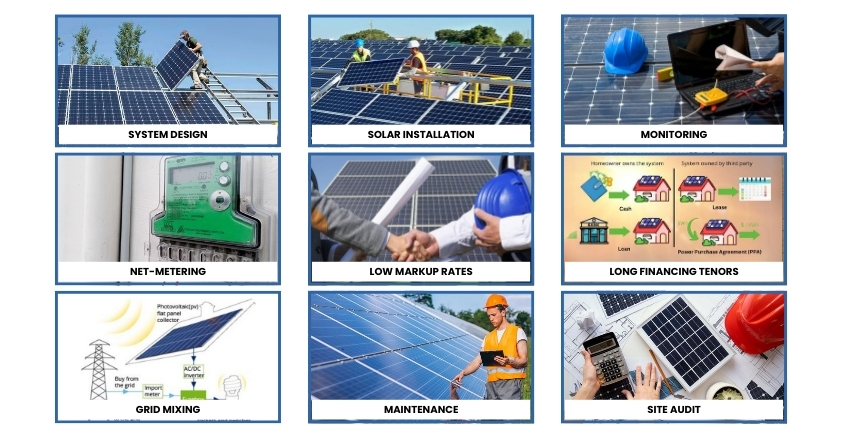 SYSTEM DESIGN
SOLAR INSTALLATION
MONITORING
NET-METERING
LOW MARKUP RATES
Homeowner owns the system
System owned by third party
Cash
Lease
Loan
Power Purchase Agreement (PPA)
LONG FINANCING TENORS
Photovoltaic(pv)
flat panel
collector
AC/DC
inverter
Buy from
the grid
Import
meter
GRID MIXING
MAINTENANCE
SITE AUDIT